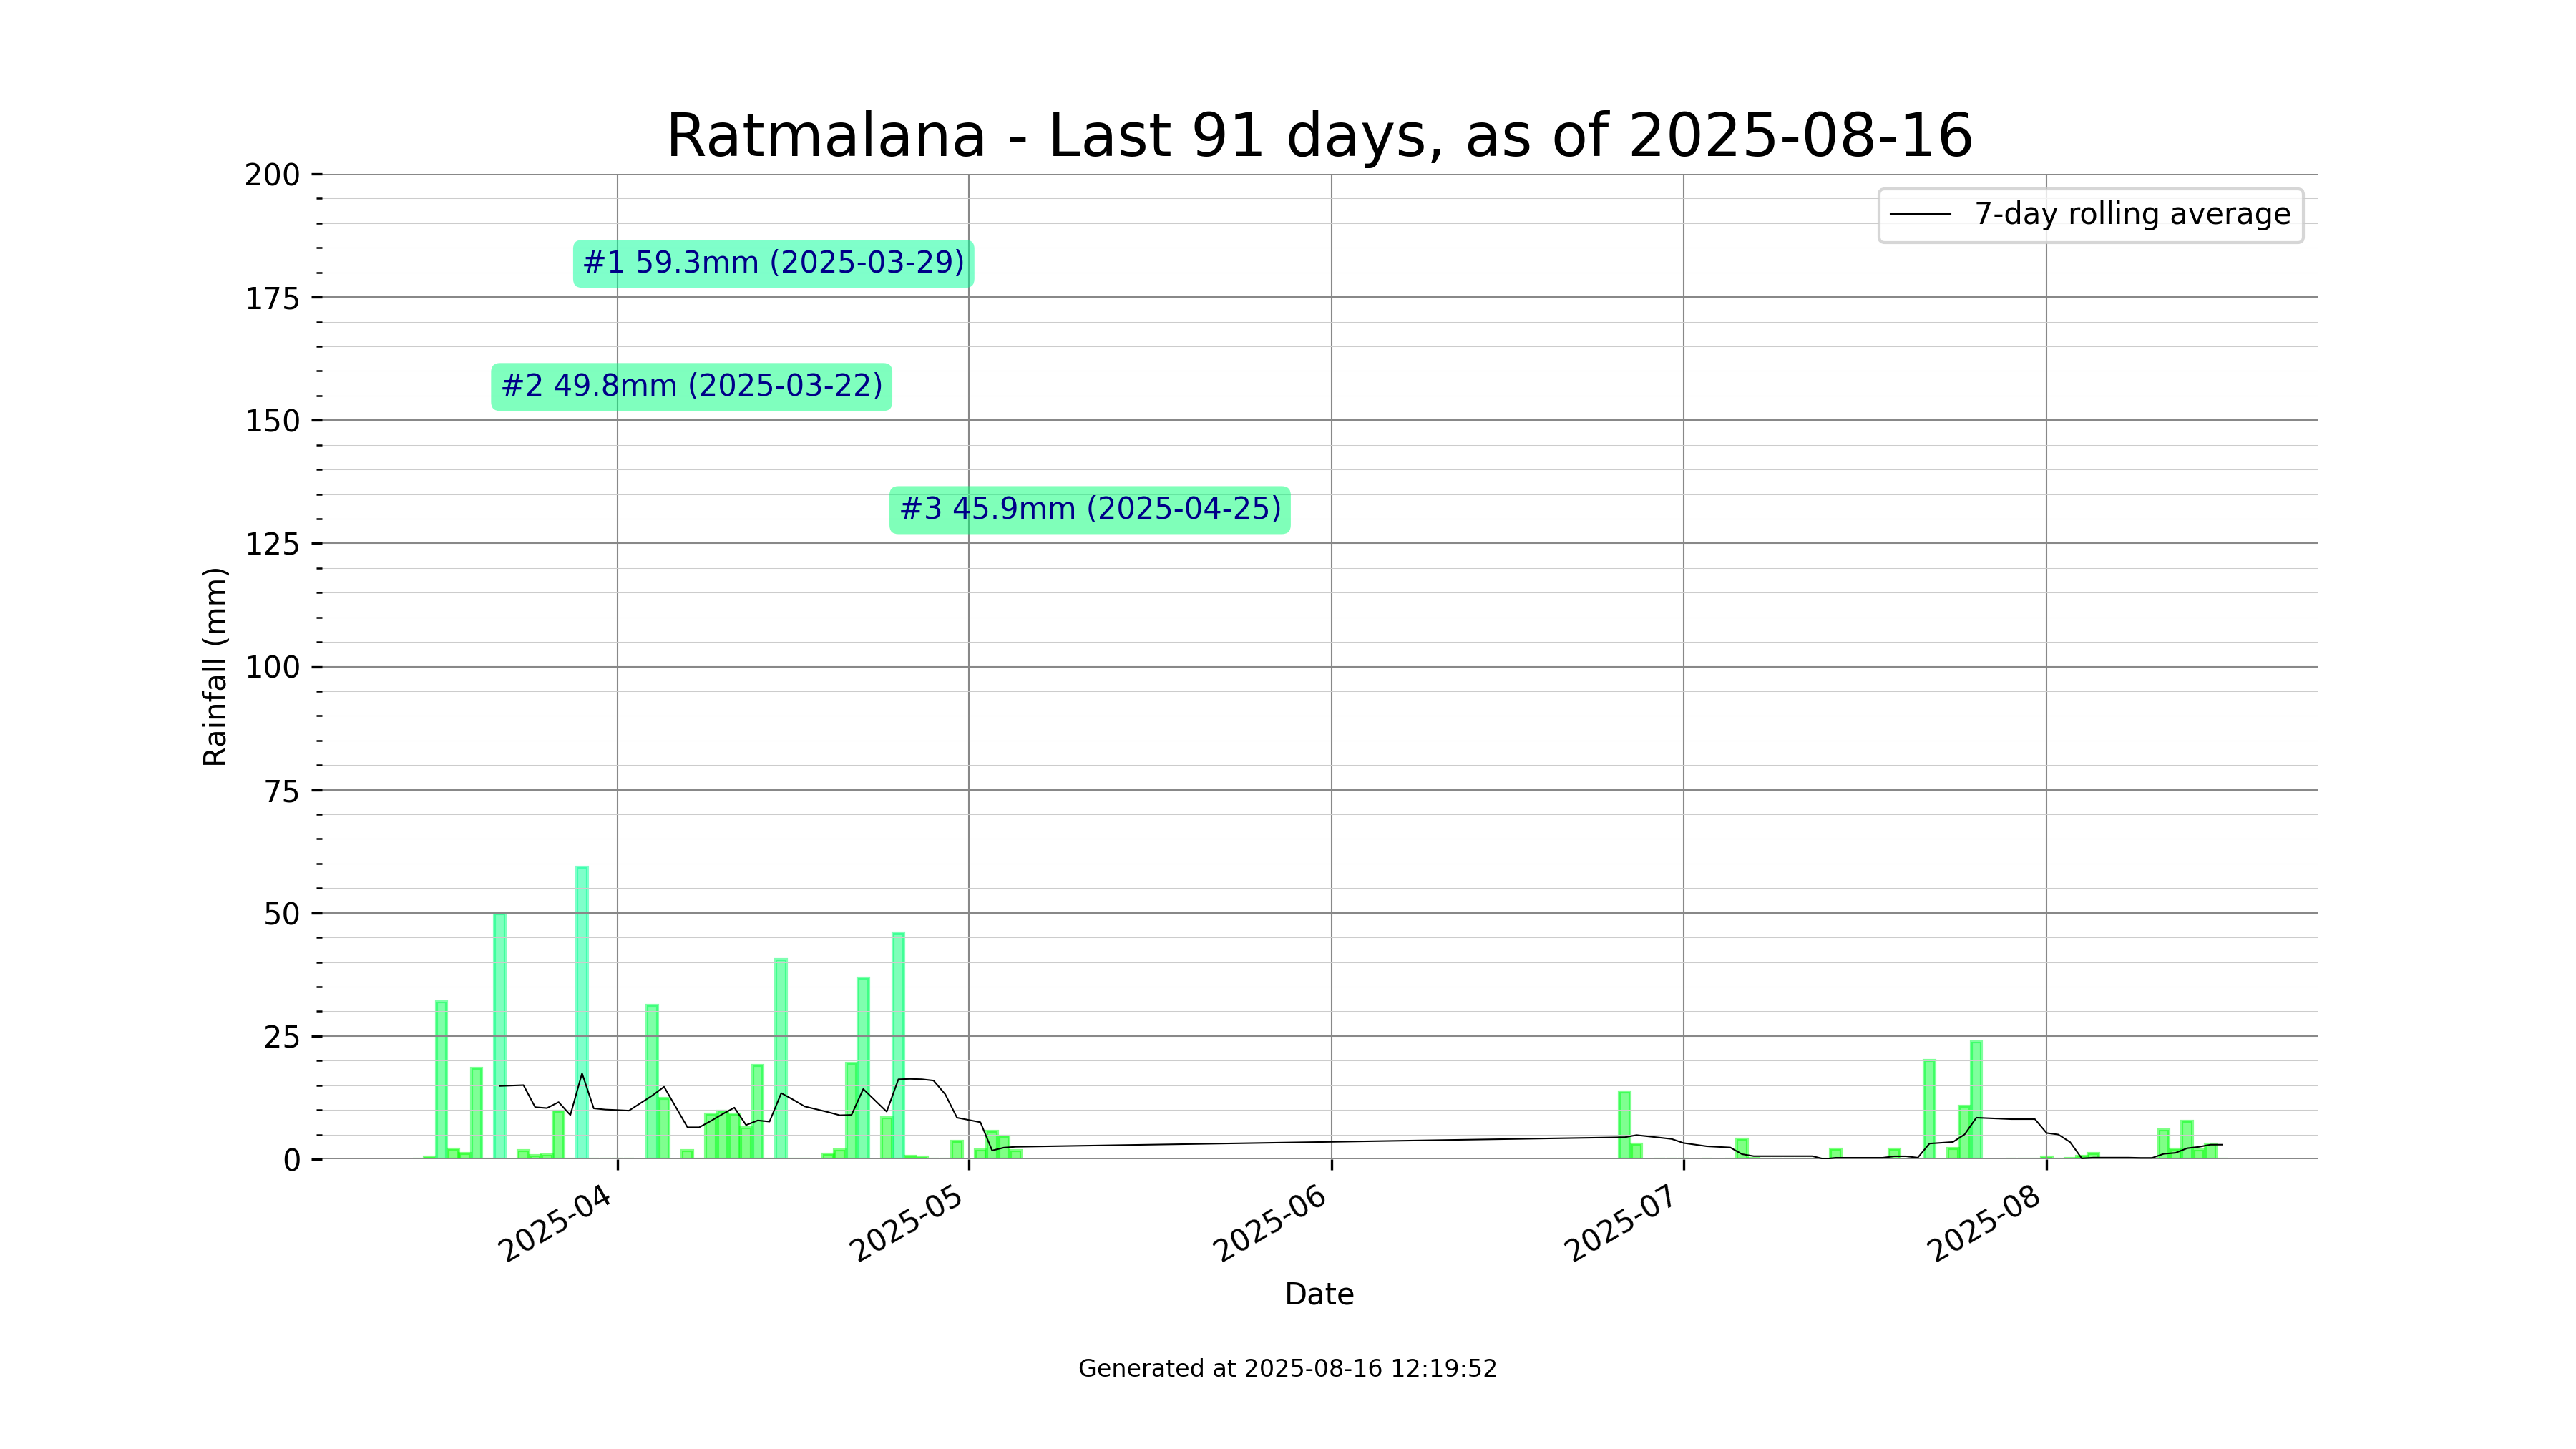 Ratmalana - Last 91 days, as of 2025-08-16
200
175
150
125
100
75
50
25
0
Rainfall (mm)
7-day rolling average
#1 59.3mm (2025-03-29)
#2 49.8mm (2025-03-22)
#3 45.9mm (2025-04-25)
2025-04
2025-05
2025-06
2025-07
2025-08
Date
Generated at 2025-08-16 12:19:52